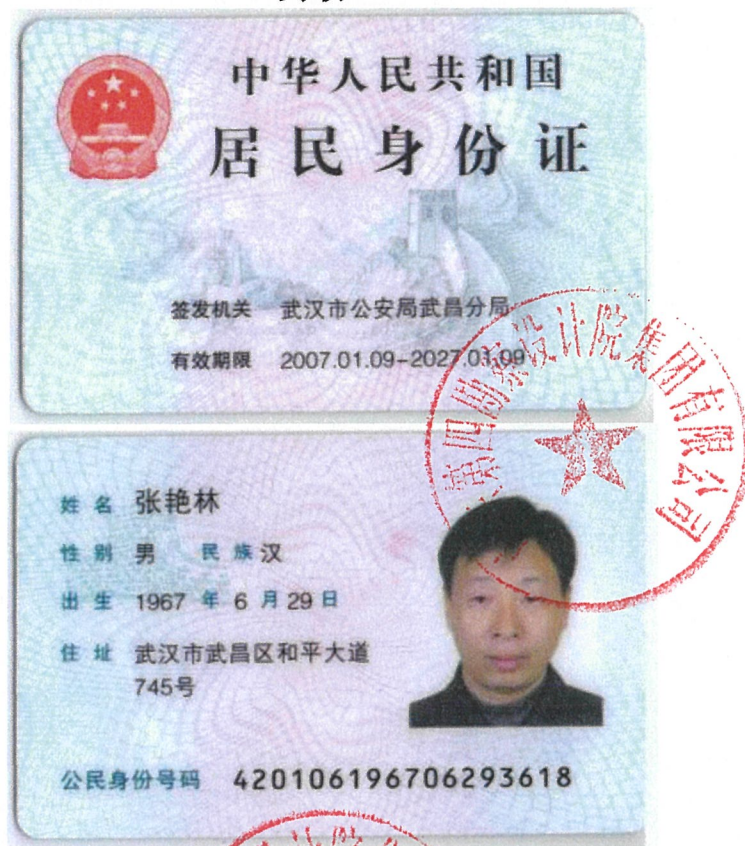 中华人民共和国
居民身份证
签发机关 武汉市公安局武昌分局
有效期限 2007.01.09-2027.01.09
第四勘察设计院集团有限公司
姓名 张艳林
性别 男 民族 汉
出生 1967 年 6 月 29 日
住址 武汉市武昌区和平大道
745号
公民身份号码 420106196706293618